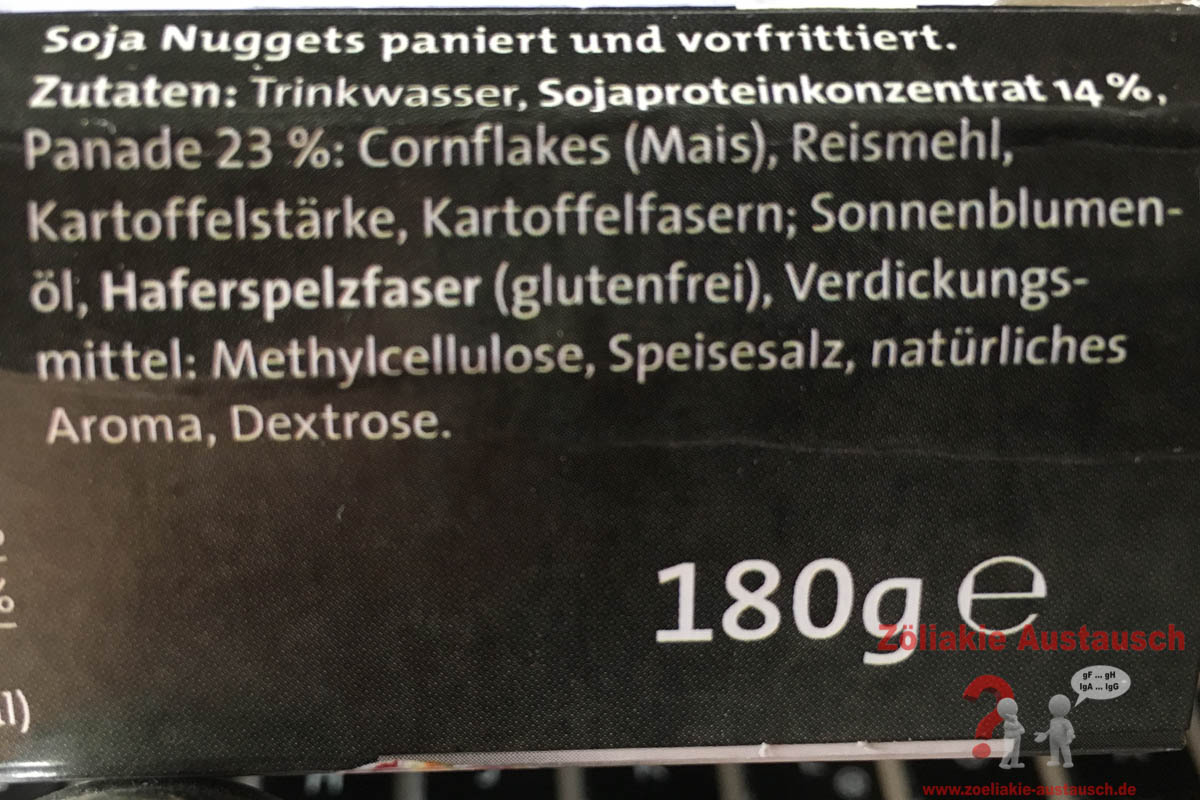 Soja Nuggets paniert und vorfrittiert.
Zutaten: Trinkwasser, Sojaproteinkonzentrat 14%,
Panade 23 %: Cornflakes (Mais), Reismehl,
Kartoffelstärke, Kartoffelfasern; Sonnenblumen-
öl, Haferspelzfaser (glutenfrei), Verdickungs-
mittel: Methylcellulose, Speisesalz, natürliches
Aroma, Dextrose.
180g e
Zöliakie Austausch
gF ... gH
IgA ... IgG
?
www.zoeliakie-austausch.de